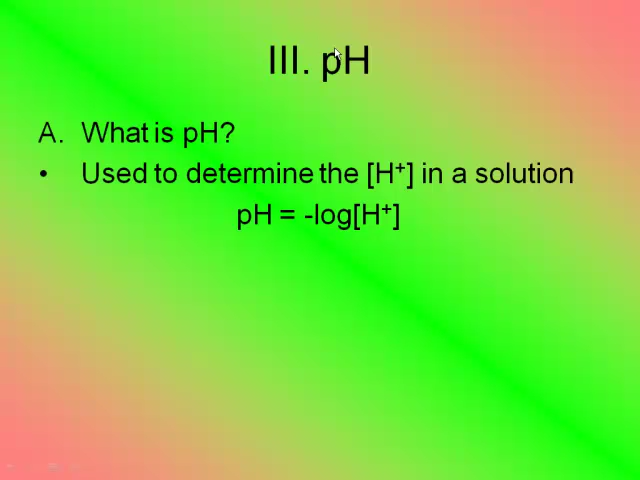 III. pH
A. What is pH?
• Used to determine the [H⁺] in a solution
pH = -log[H⁺]